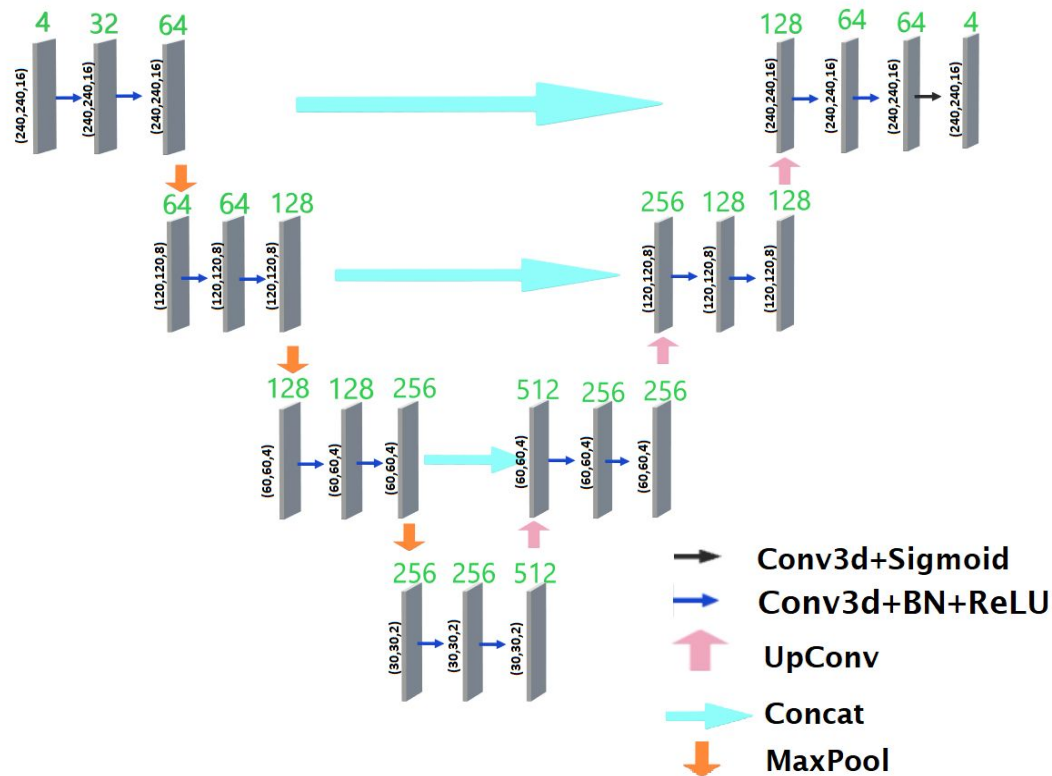 4 32 64 128 64 64 4
(240,240,16) (240,240,16) (240,240,16) (240,240,16) (240,240,16) (240,240,16) (240,240,16)
64 64 128 256 128 128
(120,120,8) (120,120,8) (120,120,8) (120,120,8) (120,120,8) (120,120,8)
128 128 256 512 256 256
(60,60,4) (60,60,4) (60,60,4) (60,60,4) (60,60,4) (60,60,4)
256 256 512
(30,30,2) (30,30,2) (30,30,2)
Conv3d+Sigmoid
Conv3d+BN+ReLU
UpConv
Concat
MaxPool